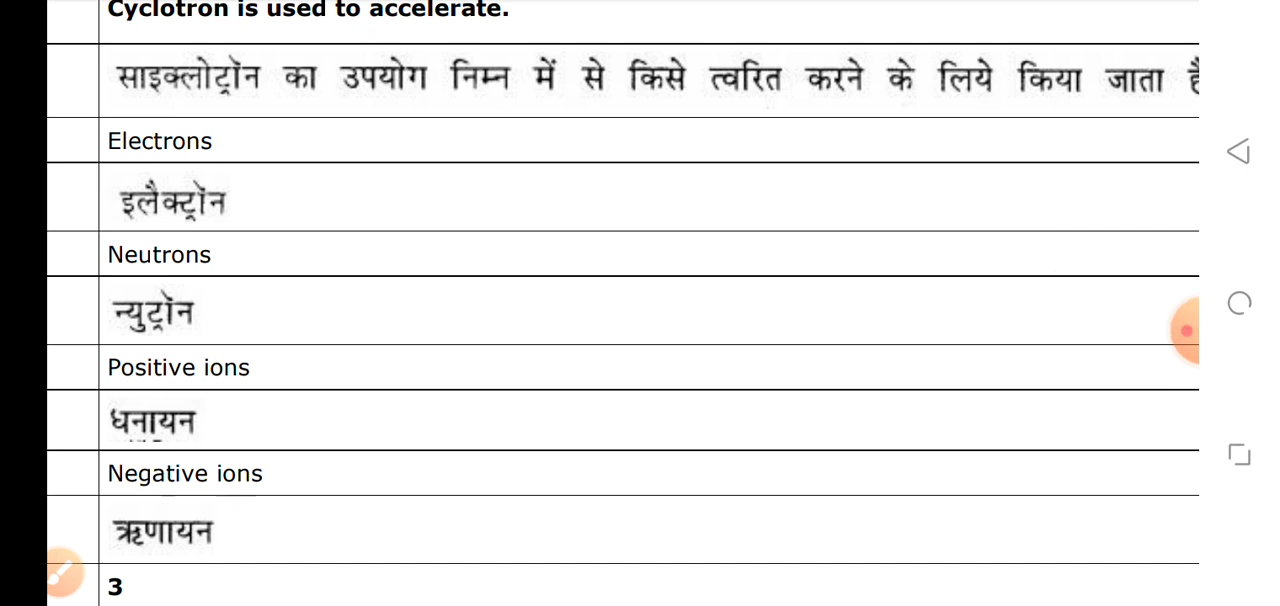 Cyclotron is used to accelerate.
साइक्लोट्रॉन का उपयोग निम्न में से किसे त्वरित करने के लिये किया जाता है
Electrons
इलैक्ट्रॉन
Neutrons
न्युट्रॉन
Positive ions
धनायन
Negative ions
ऋणायन
3